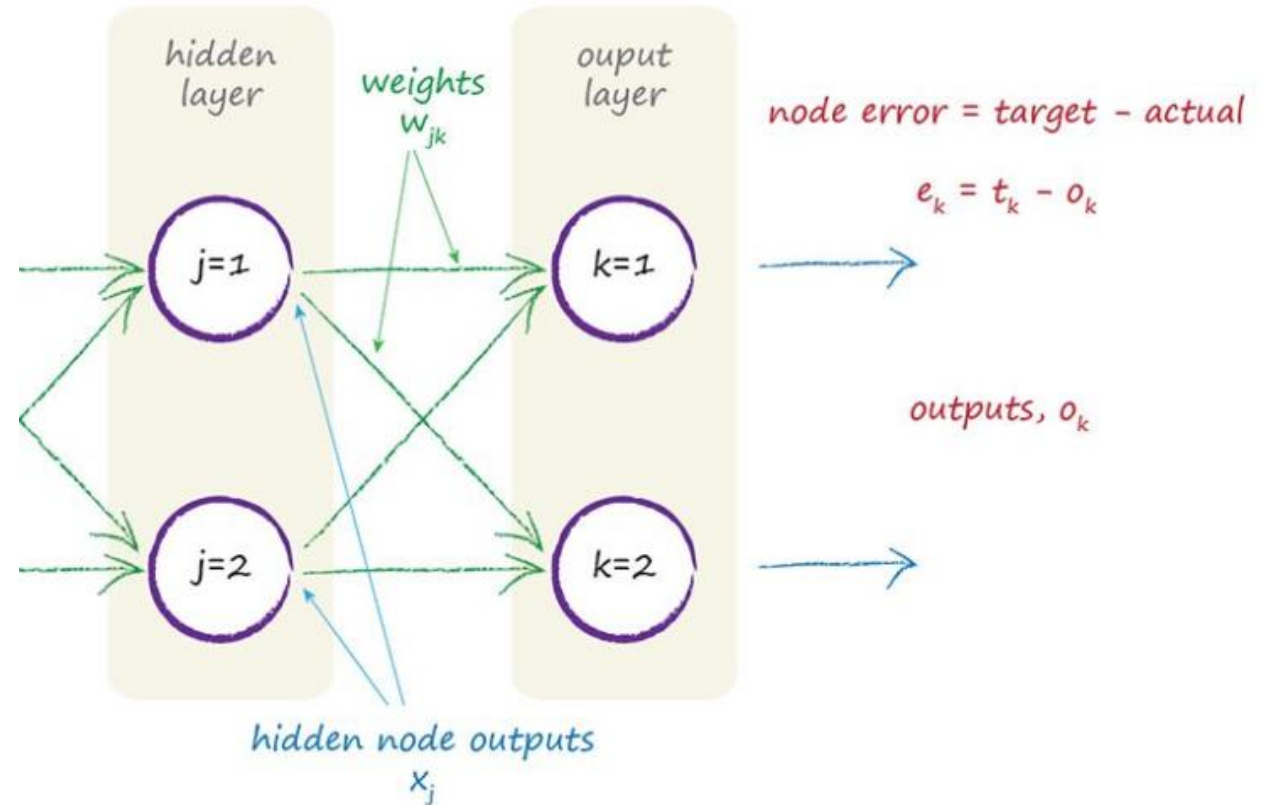 hidden
layer
weights
w_jk
ouput
layer
node error = target - actual
e_k = t_k - o_k
j=1
k=1
outputs, o_k
j=2
k=2
hidden node outputs
x_j